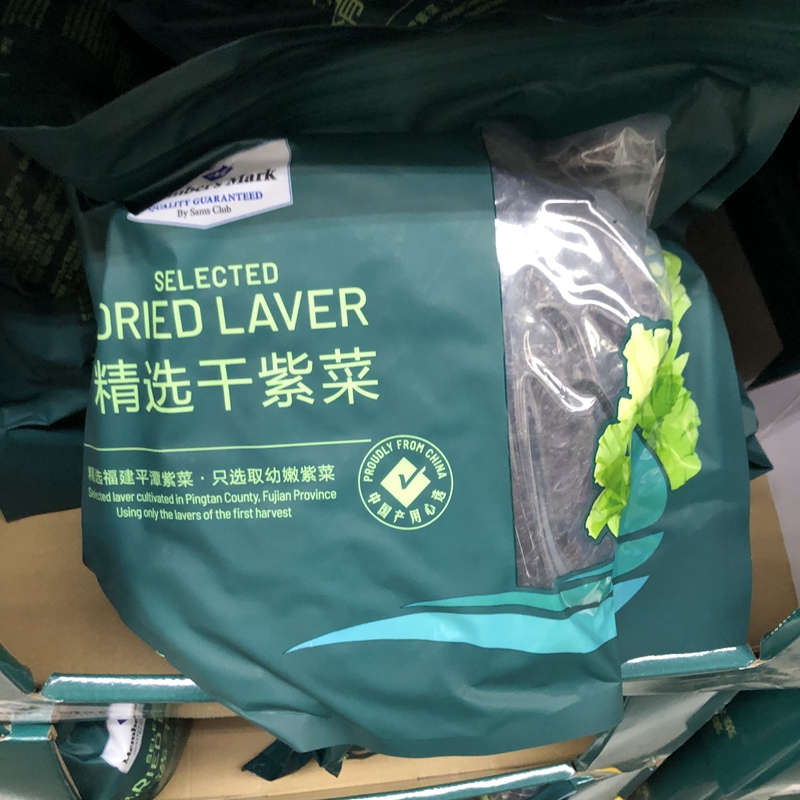 Member's Mark
QUALITY GUARANTEED
By Sams Club
SELECTED
DRIED LAVER
精选干紫菜
精选福建平潭紫菜 · 只选取幼嫩紫菜
Selected laver cultivated in Pingtan County, Fujian Province
Using only the lavers of the first harvest
PROUDLY FROM CHINA
中国产用心选